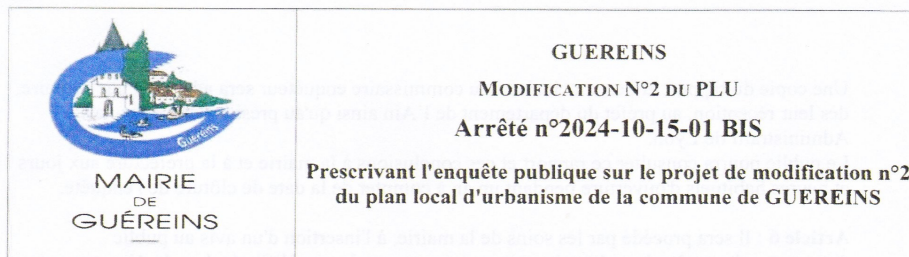 Guereins
MAIRIE
DE
GUÉREINS
GUEREINS
MODIFICATION N°2 DU PLU
Arrêté n°2024-10-15-01 BIS
Prescrivant l'enquête publique sur le projet de modification n°2
du plan local d'urbanisme de la commune de GUEREINS